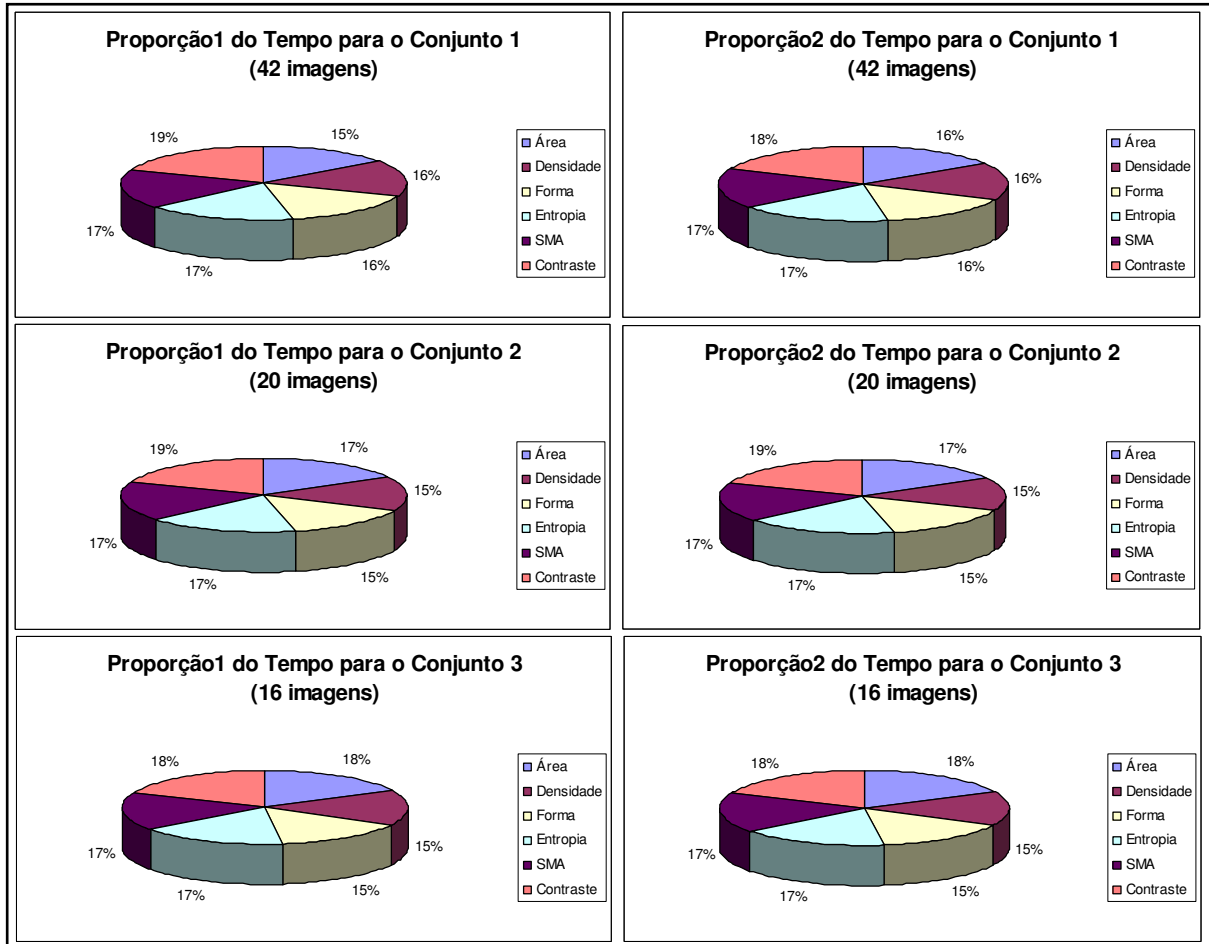 Proporção1 do Tempo para o Conjunto 1
(42 imagens)
19%
15%
16%
16%
17%
17%
Área
Densidade
Forma
Entropia
SMA
Contraste
Proporção2 do Tempo para o Conjunto 1
(42 imagens)
18%
16%
16%
16%
17%
17%
Área
Densidade
Forma
Entropia
SMA
Contraste
Proporção1 do Tempo para o Conjunto 2
(20 imagens)
19%
17%
15%
15%
17%
17%
Área
Densidade
Forma
Entropia
SMA
Contraste
Proporção2 do Tempo para o Conjunto 2
(20 imagens)
19%
17%
15%
15%
17%
17%
Área
Densidade
Forma
Entropia
SMA
Contraste
Proporção1 do Tempo para o Conjunto 3
(16 imagens)
18%
18%
15%
15%
17%
17%
Área
Densidade
Forma
Entropia
SMA
Contraste
Proporção2 do Tempo para o Conjunto 3
(16 imagens)
18%
18%
15%
15%
17%
17%
Área
Densidade
Forma
Entropia
SMA
Contraste